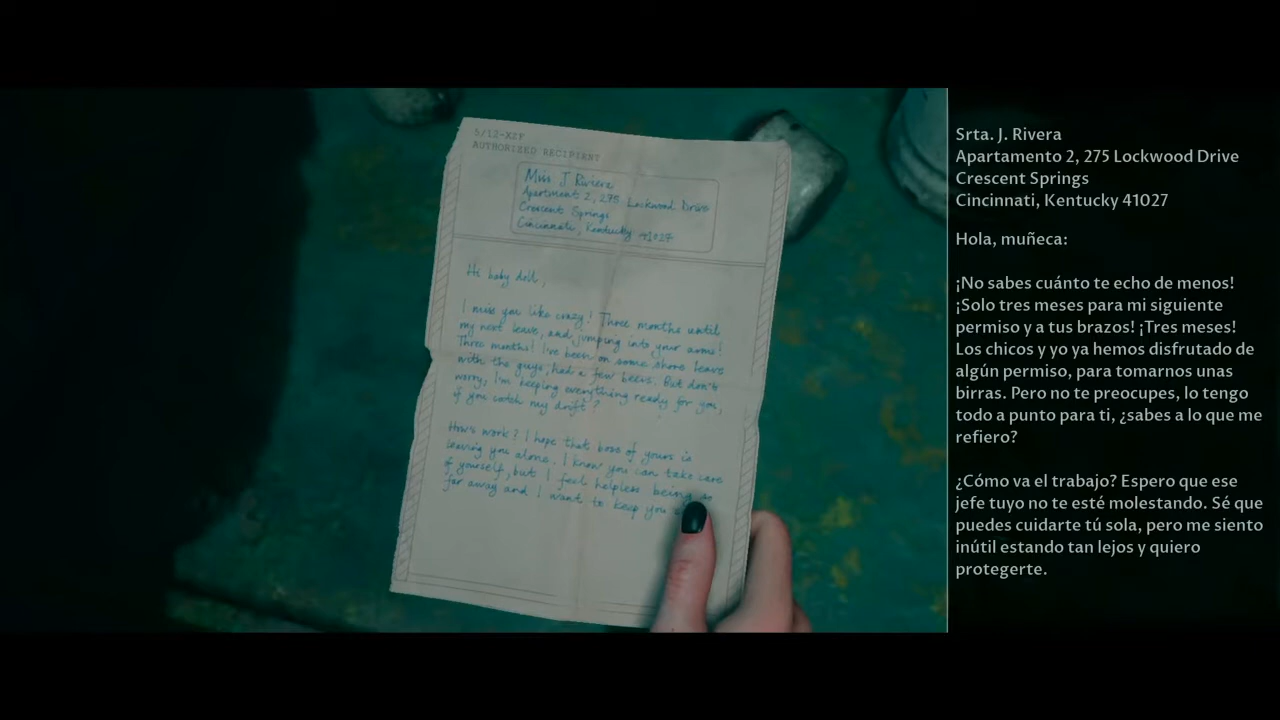 5/12-XZF
AUTHORIZED RECIPIENT
Miss J Rivera
Apartment 2, 275 Lockwood Drive
Crescent Springs
Cincinnati, Kentucky 41027
Hi baby doll,
I miss you like crazy! Three months until
my next leave, and jumping into your arms!
Three months! I've been on some shore leave
with the guys, had a few beers. But don't
worry, I'm keeping everything ready for you,
if you catch my drift?
How's work? I hope that boss of yours is
leaving you alone. I know you can take care
of yourself, but I feel helpless being so
far away and I want to keep you
Srta. J. Rivera
Apartamento 2, 275 Lockwood Drive
Crescent Springs
Cincinnati, Kentucky 41027
Hola, muñeca:
¡No sabes cuánto te echo de menos!
¡Solo tres meses para mi siguiente
permiso y a tus brazos! ¡Tres meses!
Los chicos y yo ya hemos disfrutado de
algún permiso, para tomarnos unas
birras. Pero no te preocupes, lo tengo
todo a punto para ti, ¿sabes a lo que me
refiero?
¿Cómo va el trabajo? Espero que ese
jefe tuyo no te esté molestando. Sé que
puedes cuidarte tú sola, pero me siento
inútil estando tan lejos y quiero
protegerte.